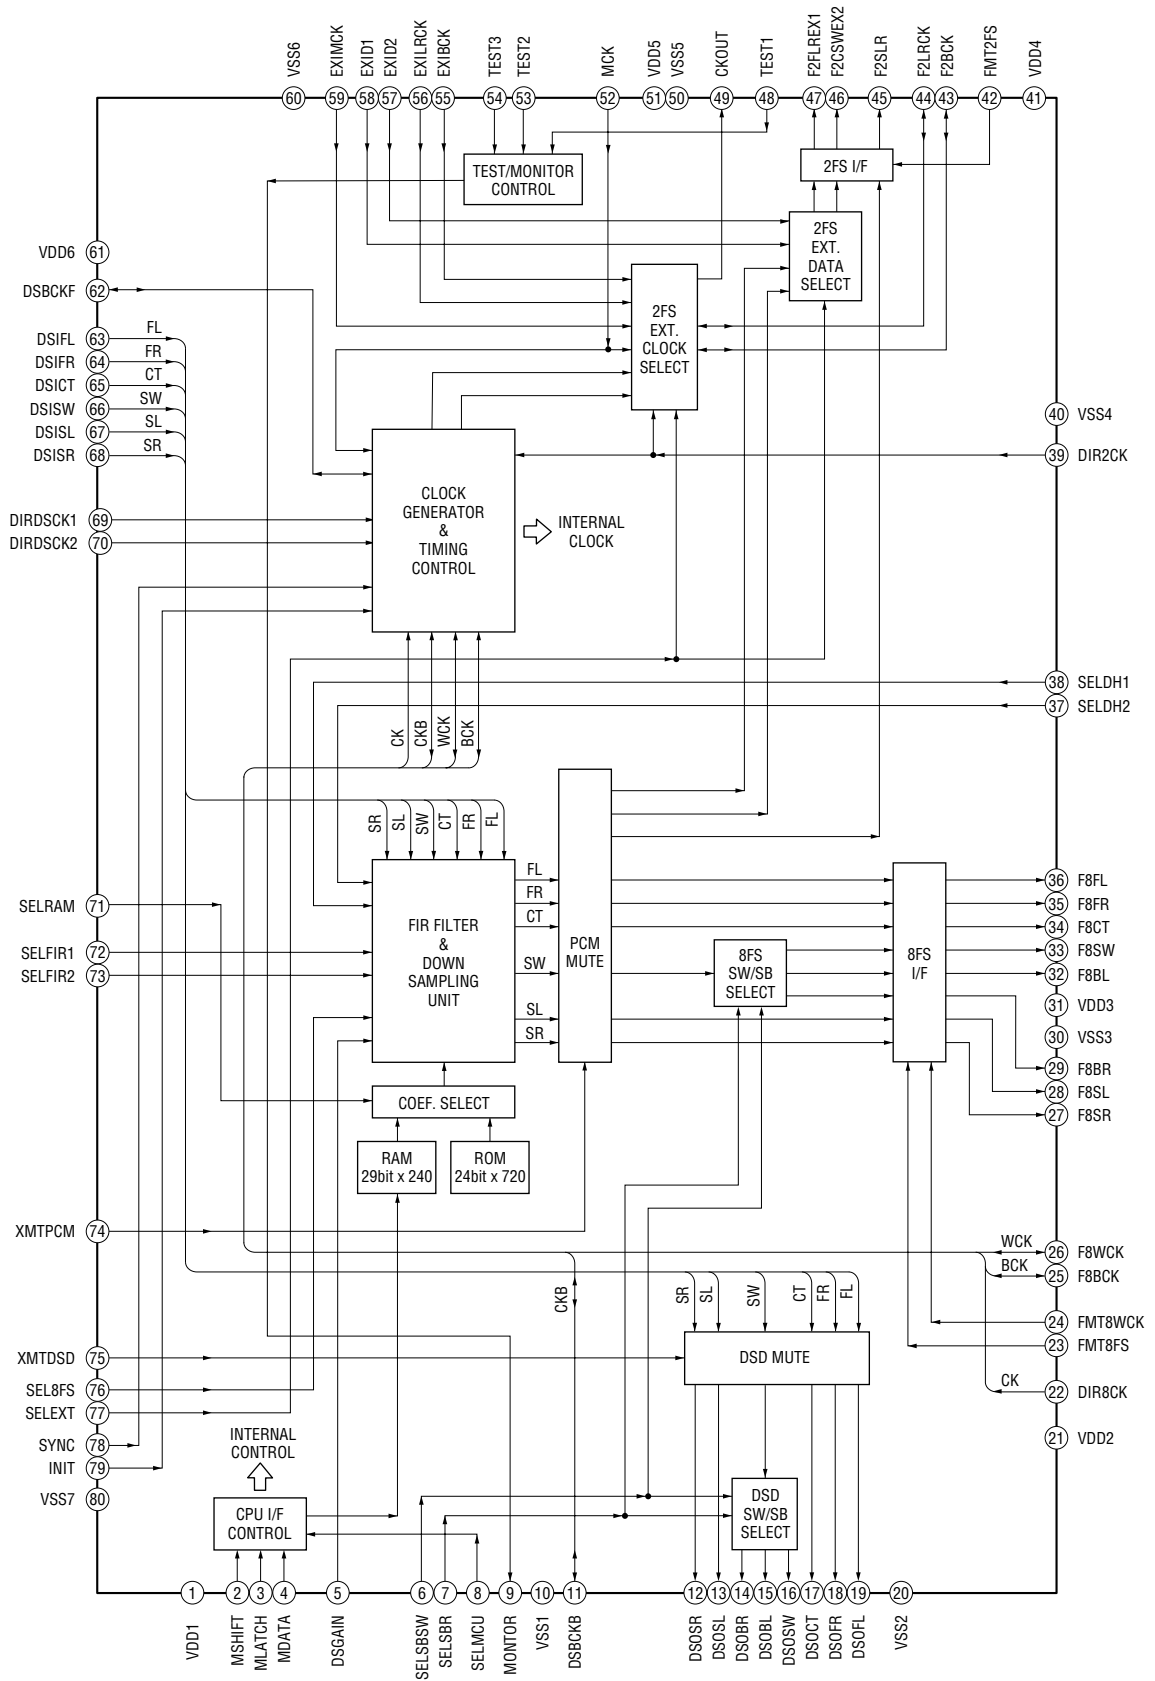 VSS6
EXIMCK
EXID1
EXID2
EXILRCK
EXIBCK
TEST3
TEST2
MCK
VDD5
VSS5
CKOUT
TEST1
F2FLREX1
F2CSWEX2
F2SLR
F2LRCK
F2BCK
FMT2FS
VDD4
60
59
58
57
56
55
54
53
52
51
50
49
48
47
46
45
44
43
42
41
TEST/MONITOR
CONTROL
2FS I/F
2FS
EXT.
DATA
SELECT
2FS
EXT.
CLOCK
SELECT
VDD6 61
DSBCKF 62
DSIFL 63 FL
DSIFR 64 FR
DSICT 65 CT
DSISW 66 SW
DSISL 67 SL
DSISR 68 SR
40 VSS4
39 DIR2CK
DIRDSCK1 69
DIRDSCK2 70
CLOCK
GENERATOR
&
TIMING
CONTROL
INTERNAL
CLOCK
38 SELDH1
37 SELDH2
CK
CKB
WCK
BCK
SR
SL
SW
CT
FR
FL
SELRAM 71
SELFIR1 72
SELFIR2 73
FIR FILTER
&
DOWN
SAMPLING
UNIT
FL
FR
CT
SW
SL
SR
PCM
MUTE
8FS
SW/SB
SELECT
8FS
I/F
36 F8FL
35 F8FR
34 F8CT
33 F8SW
32 F8BL
31 VDD3
30 VSS3
29 F8BR
28 F8SL
27 F8SR
COEF. SELECT
RAM
29bit x 240
ROM
24bit x 720
XMTPCM 74
WCK 26 F8WCK
BCK 25 F8BCK
24 FMT8WCK
23 FMT8FS
CK 22 DIR8CK
21 VDD2
CKB
SR
SL
SW
CT
FR
FL
DSD MUTE
XMTDSD 75
SEL8FS 76
SELEXT 77
SYNC 78
INIT 79
VSS7 80
INTERNAL
CONTROL
CPU I/F
CONTROL
DSD
SW/SB
SELECT
1
2
3
4
5
6
7
8
9
10
11
12
13
14
15
16
17
18
19
20
VDD1
MSHIFT
MLATCH
MDATA
DSGAIN
SELSBSW
SELSBR
SELMCU
MONTOR
VSS1
DSBCKB
DSOSR
DSOSL
DSOBR
DSOBL
DSOSW
DSOCT
DSOFR
DSOFL
VSS2